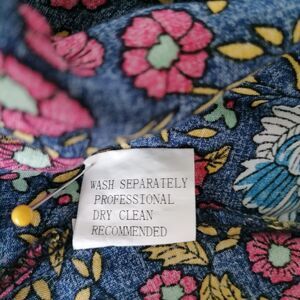 WASH SEPARATELY
PROFESSIONAL
DRY CLEAN
RECOMMENDED